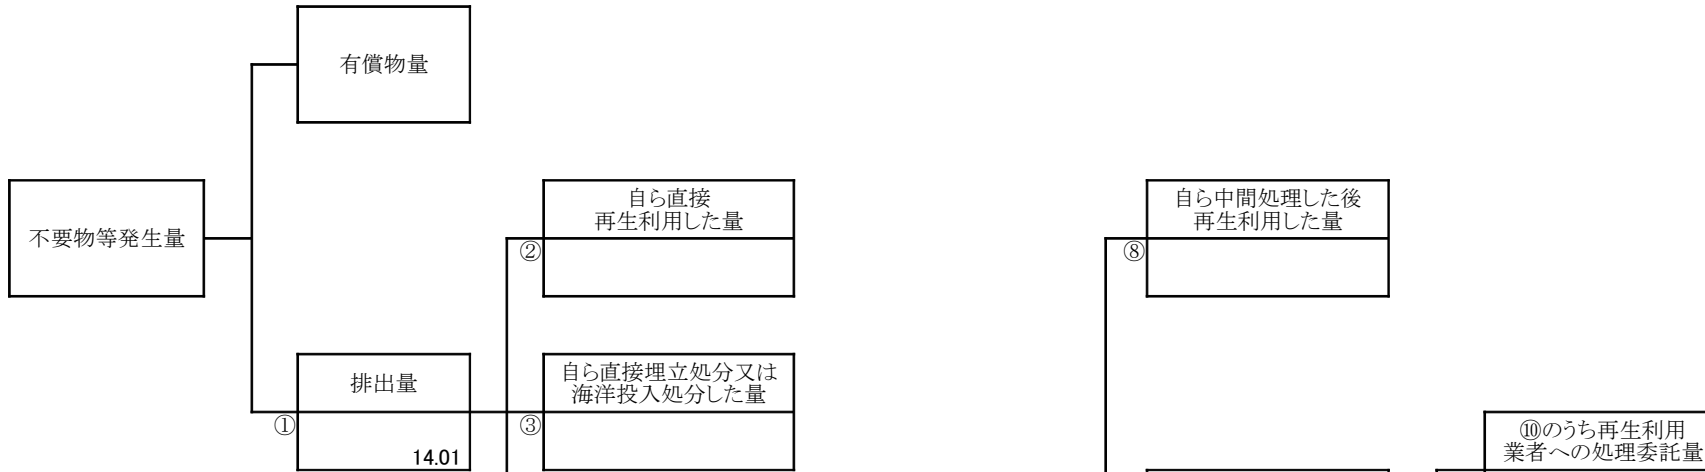 有償物量
不要物等発生量
自ら直接
再生利用した量
②
自ら中間処理した後
再生利用した量
⑧
排出量
①
14.01
自ら直接埋立処分又は
海洋投入処分した量
③
⑩のうち再生利用
業者への処理委託量